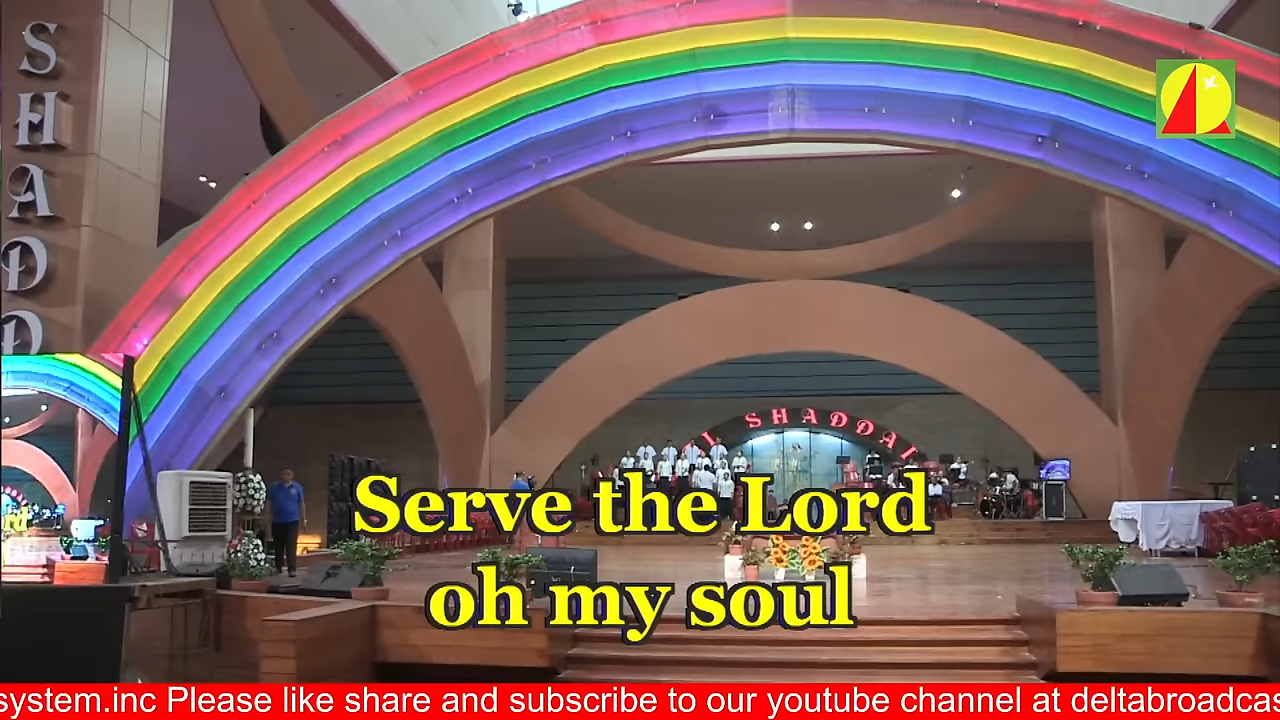 SHADD
I SHADDAI
Serve the Lord
oh my soul
system.inc Please like share and subscribe to our youtube channel at deltabroadcas